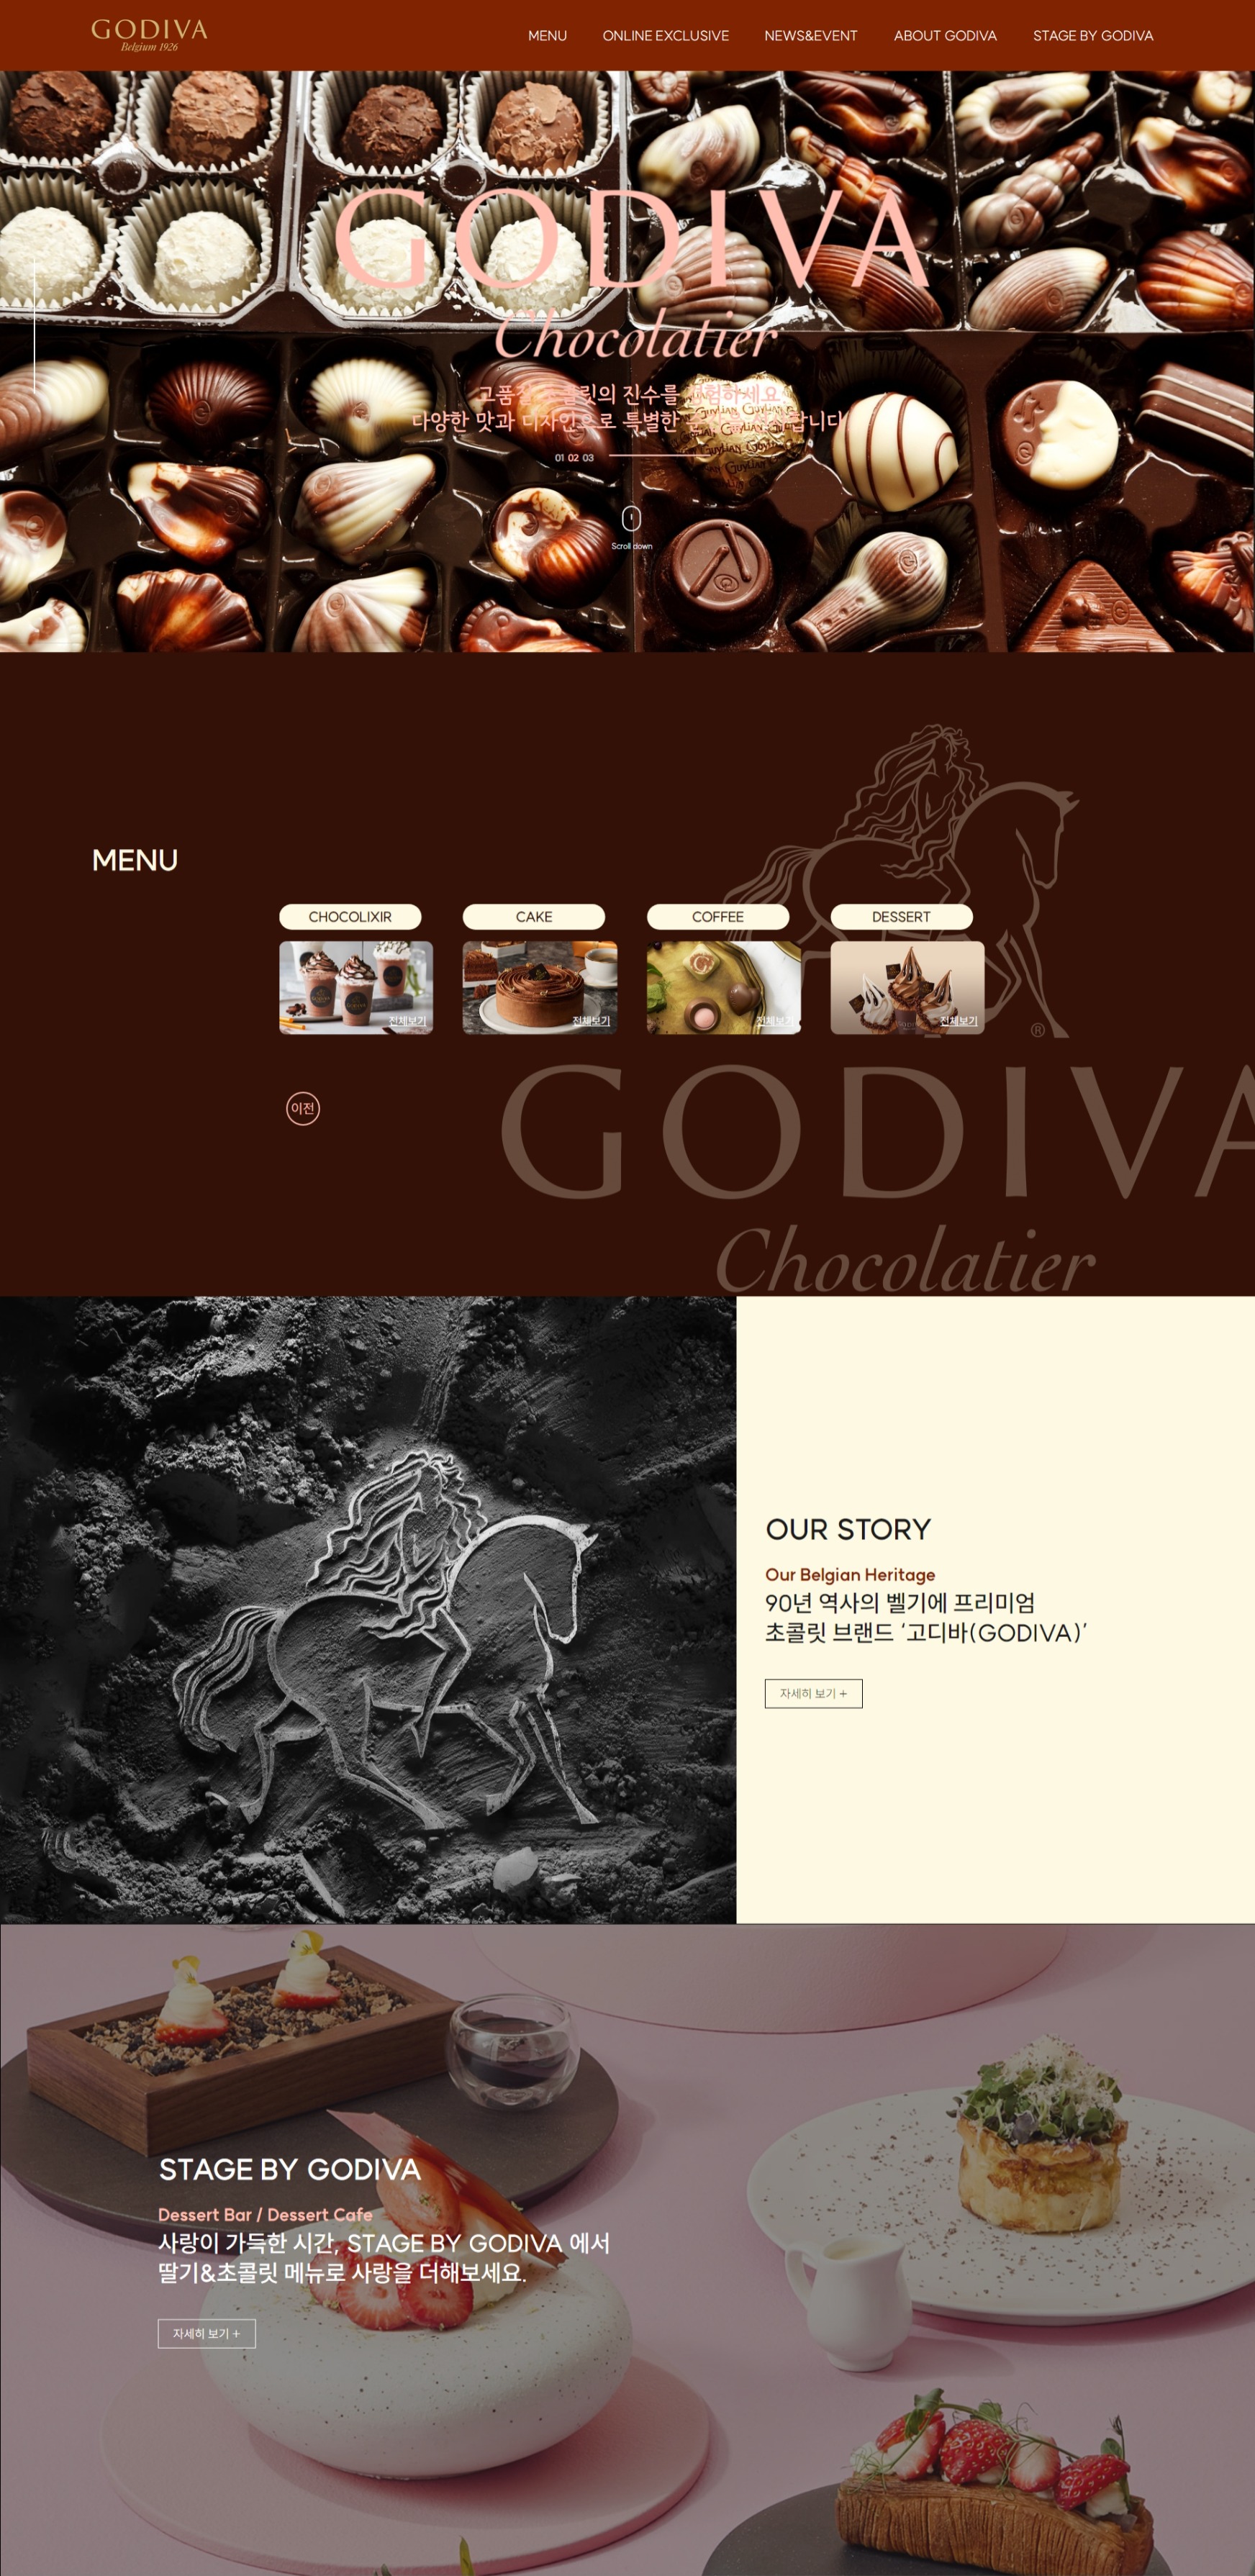 GODIVA
Belgium 1926
MENU
ONLINE EXCLUSIVE
NEWS&EVENT
ABOUT GODIVA
STAGE BY GODIVA
GODIVA
Chocolatier
고품질 초콜릿의 진수를 경험하세요
다양한 맛과 디자인으로 특별한
01 02 03
GUYLIAN
Scroll down
MENU
CHOCOLIXIR
CAKE
COFFEE
DESSERT
전체보기
전체보기
전체보기
전체보기
®
이전
GODIVA
Chocolatier
OUR STORY
Our Belgian Heritage
90년 역사의 벨기에 프리미엄
초콜릿 브랜드 ‘고디바(GODIVA)’
자세히 보기 +
STAGE BY GODIVA
Dessert Bar / Dessert Cafe
사랑이 가득한 시간, STAGE BY GODIVA 에서
딸기&초콜릿 메뉴로 사랑을 더해보세요.
자세히 보기 +